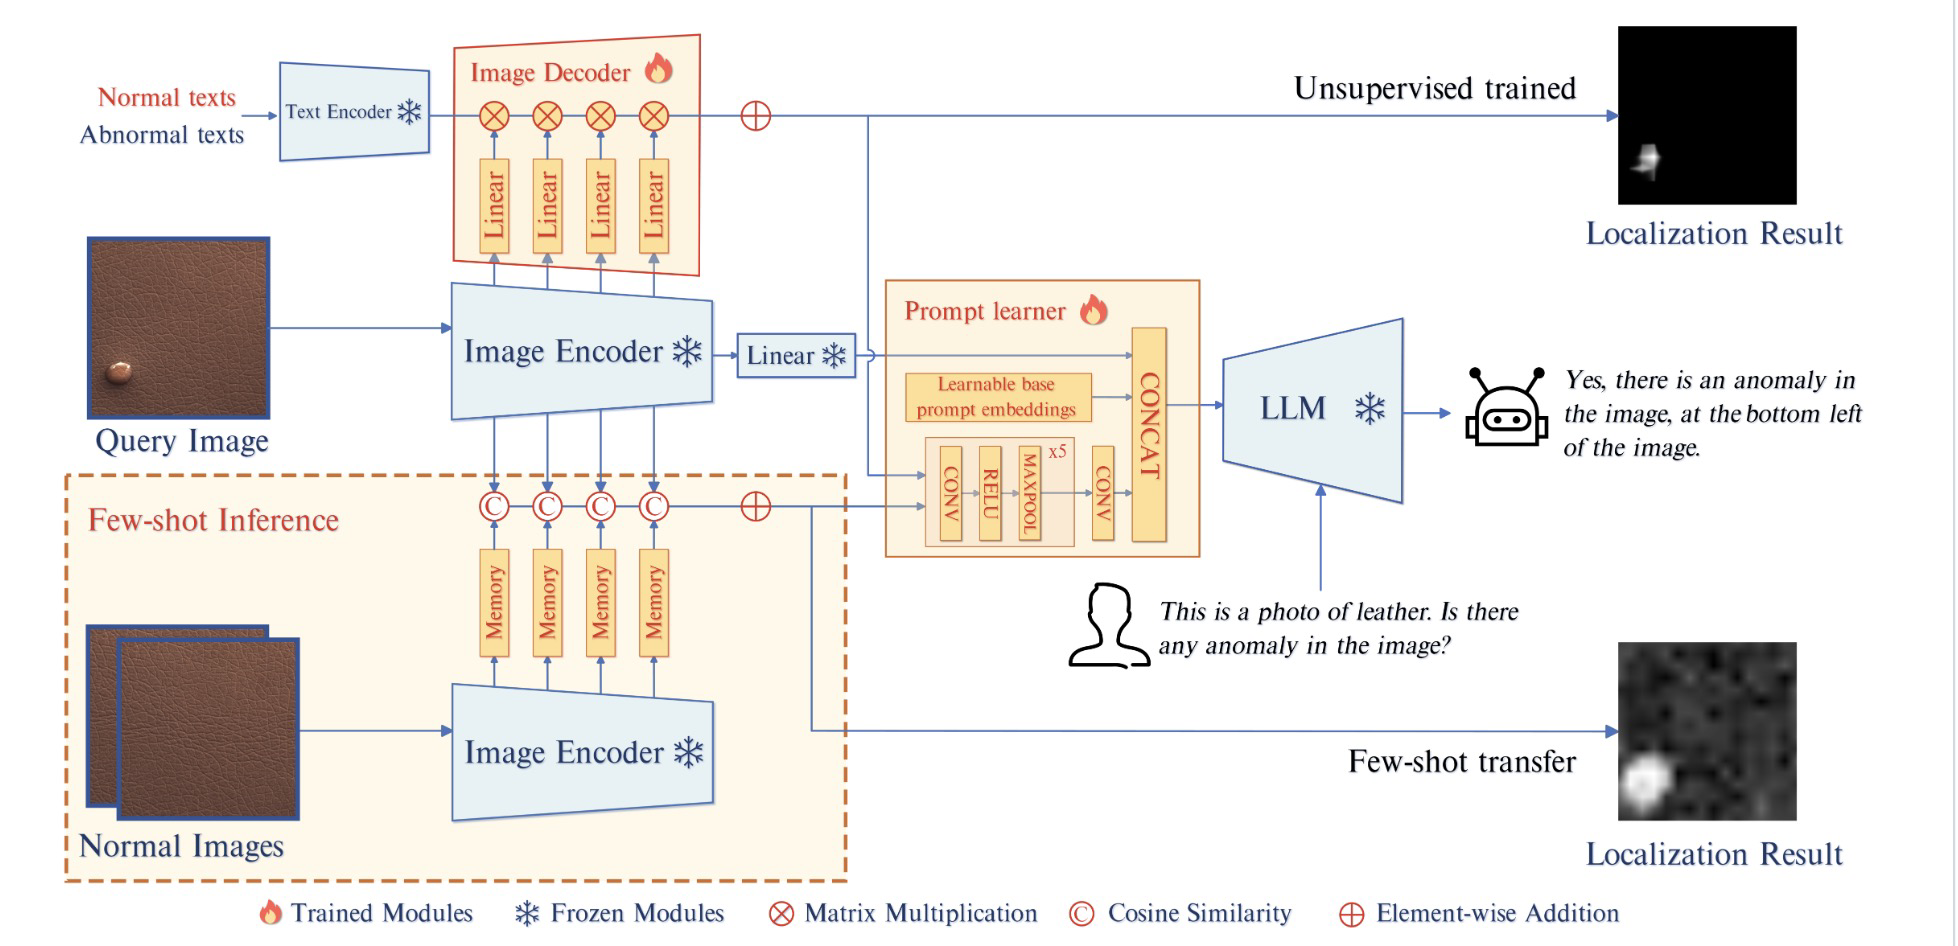 Normal texts
Abnormal texts
Text Encoder
Image Decoder
Linear
Linear
Linear
Linear
Unsupervised trained
Localization Result
Query Image
Image Encoder
Linear
Prompt learner
Learnable base
prompt embeddings
CONV
RELU
MAXPOOL
x5
CONV
CONCAT
LLM
Yes, there is an anomaly in
the image, at the bottom left
of the image.
This is a photo of leather. Is there
any anomaly in the image?
Few-shot Inference
C
C
C
C
Memory
Memory
Memory
Memory
Image Encoder
Normal Images
Few-shot transfer
Localization Result
Trained Modules
Frozen Modules
Matrix Multiplication
C Cosine Similarity
Element-wise Addition